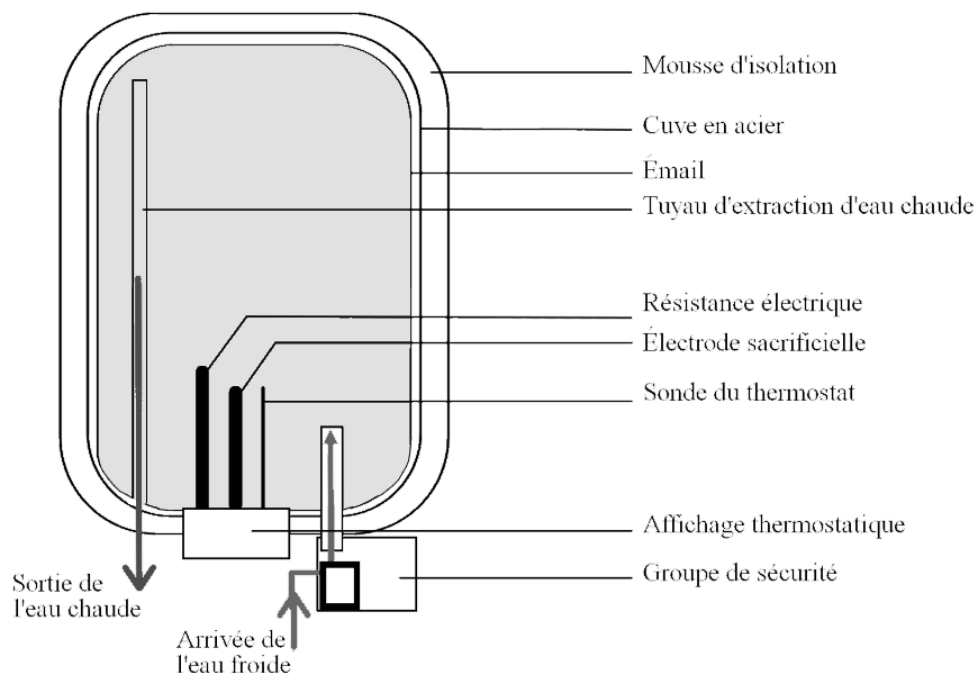 Mousse d'isolation
Cuve en acier
Émail
Tuyau d'extraction d'eau chaude
Résistance électrique
Électrode sacrificielle
Sonde du thermostat
Affichage thermostatique
Groupe de sécurité
Sortie de
l'eau chaude
Arrivée de
l'eau froide